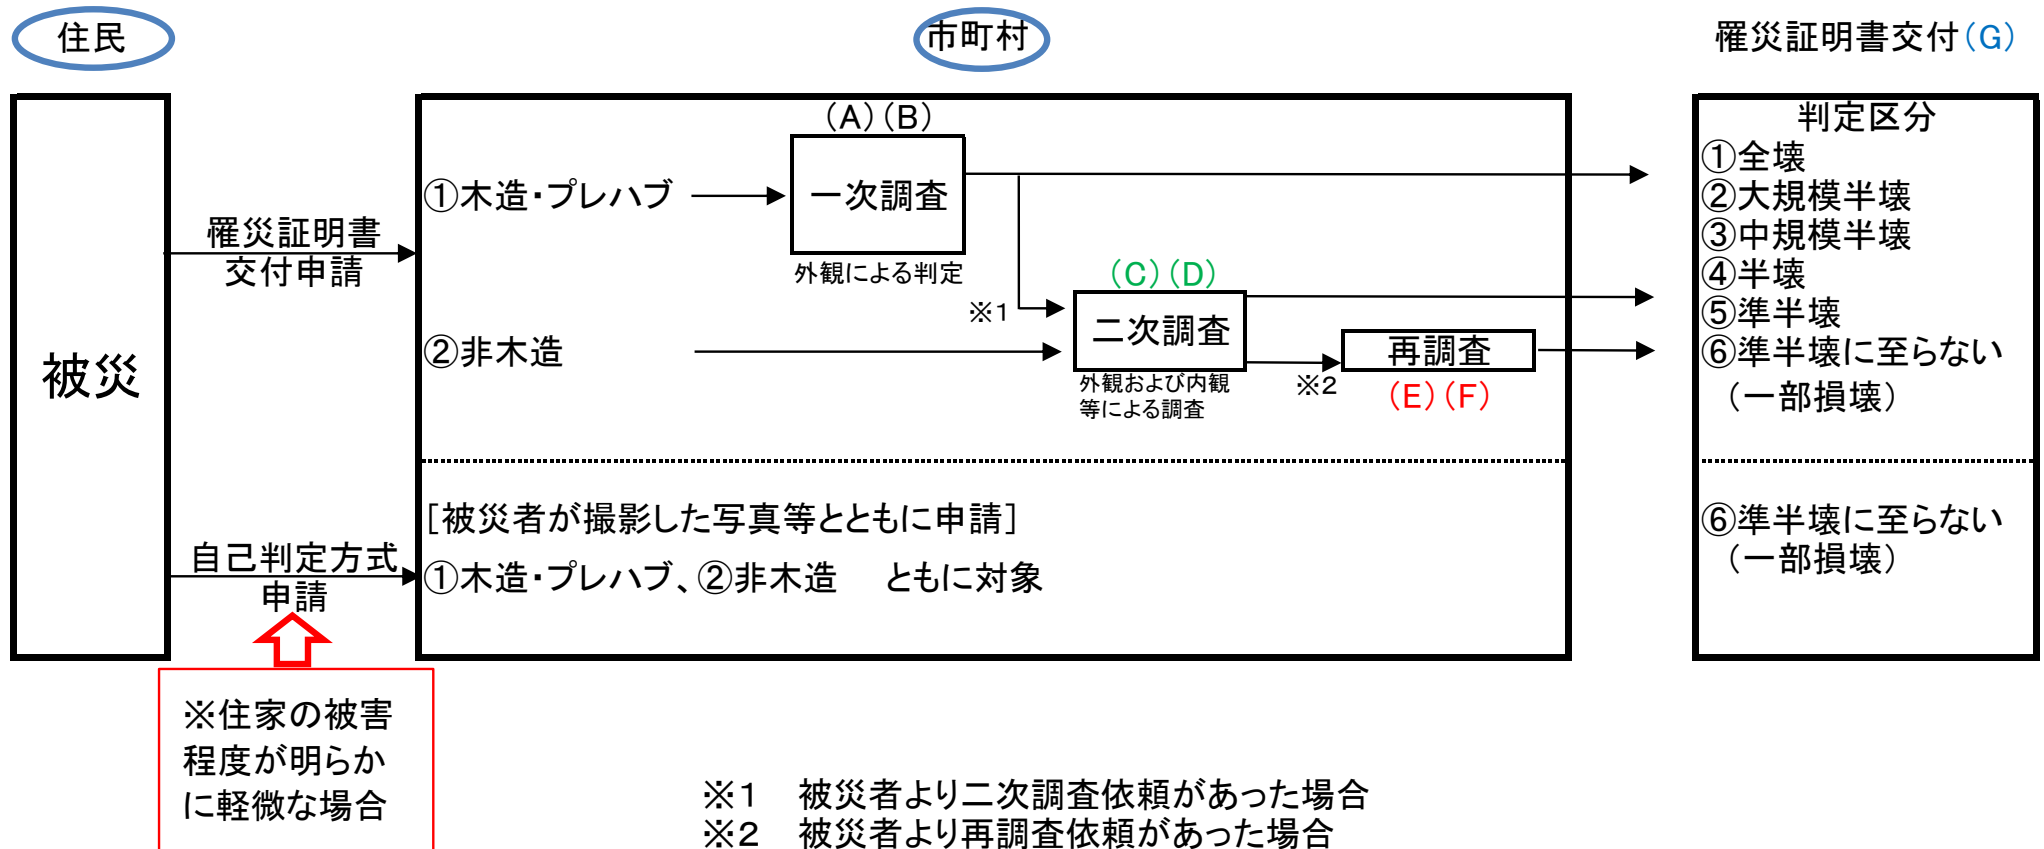 住民
市町村
罹災証明書交付(G)
被災
罹災証明書
交付申請
(A)(B)
①木造・プレハブ
一次調査
外観による判定
※1
(C)(D)
②非木造
二次調査
外観および内観
等による調査
※2
再調査
(E)(F)
判定区分
①全壊
②大規模半壊
③中規模半壊
④半壊
⑤準半壊
⑥準半壊に至らない
(一部損壊)
自己判定方式
申請
[被災者が撮影した写真等とともに申請]
①木造・プレハブ、②非木造　ともに対象
⑥準半壊に至らない
(一部損壊)
※住家の被害
程度が明らか
に軽微な場合
※1　被災者より二次調査依頼があった場合
※2　被災者より再調査依頼があった場合